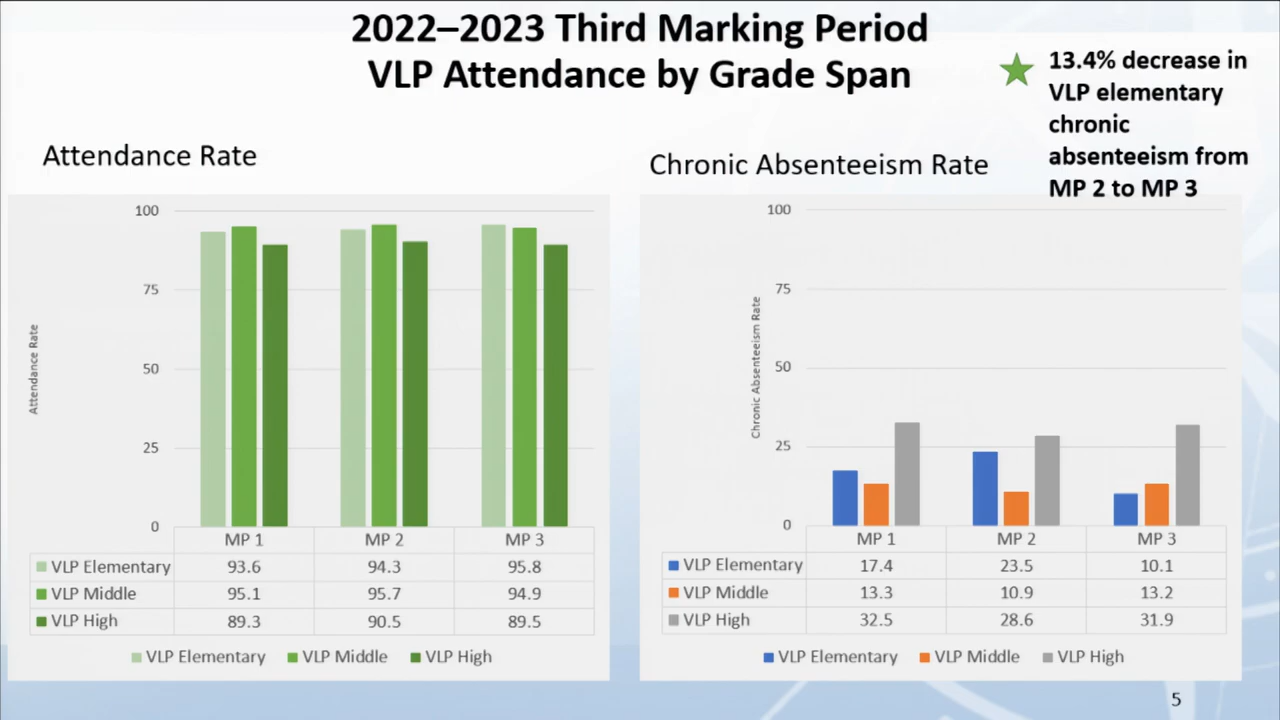 2022–2023 Third Marking Period
VLP Attendance by Grade Span
13.4% decrease in
VLP elementary
chronic
absenteeism from
MP 2 to MP 3
Attendance Rate
100
75
50
25
0
Attendance Rate
MP 1 MP 2 MP 3
VLP Elementary 93.6 94.3 95.8
VLP Middle 95.1 95.7 94.9
VLP High 89.3 90.5 89.5
VLP Elementary VLP Middle VLP High
Chronic Absenteeism Rate
100
75
50
25
0
Chronic Absenteeism Rate
MP 1 MP 2 MP 3
VLP Elementary 17.4 23.5 10.1
VLP Middle 13.3 10.9 13.2
VLP High 32.5 28.6 31.9
VLP Elementary VLP Middle VLP High
5